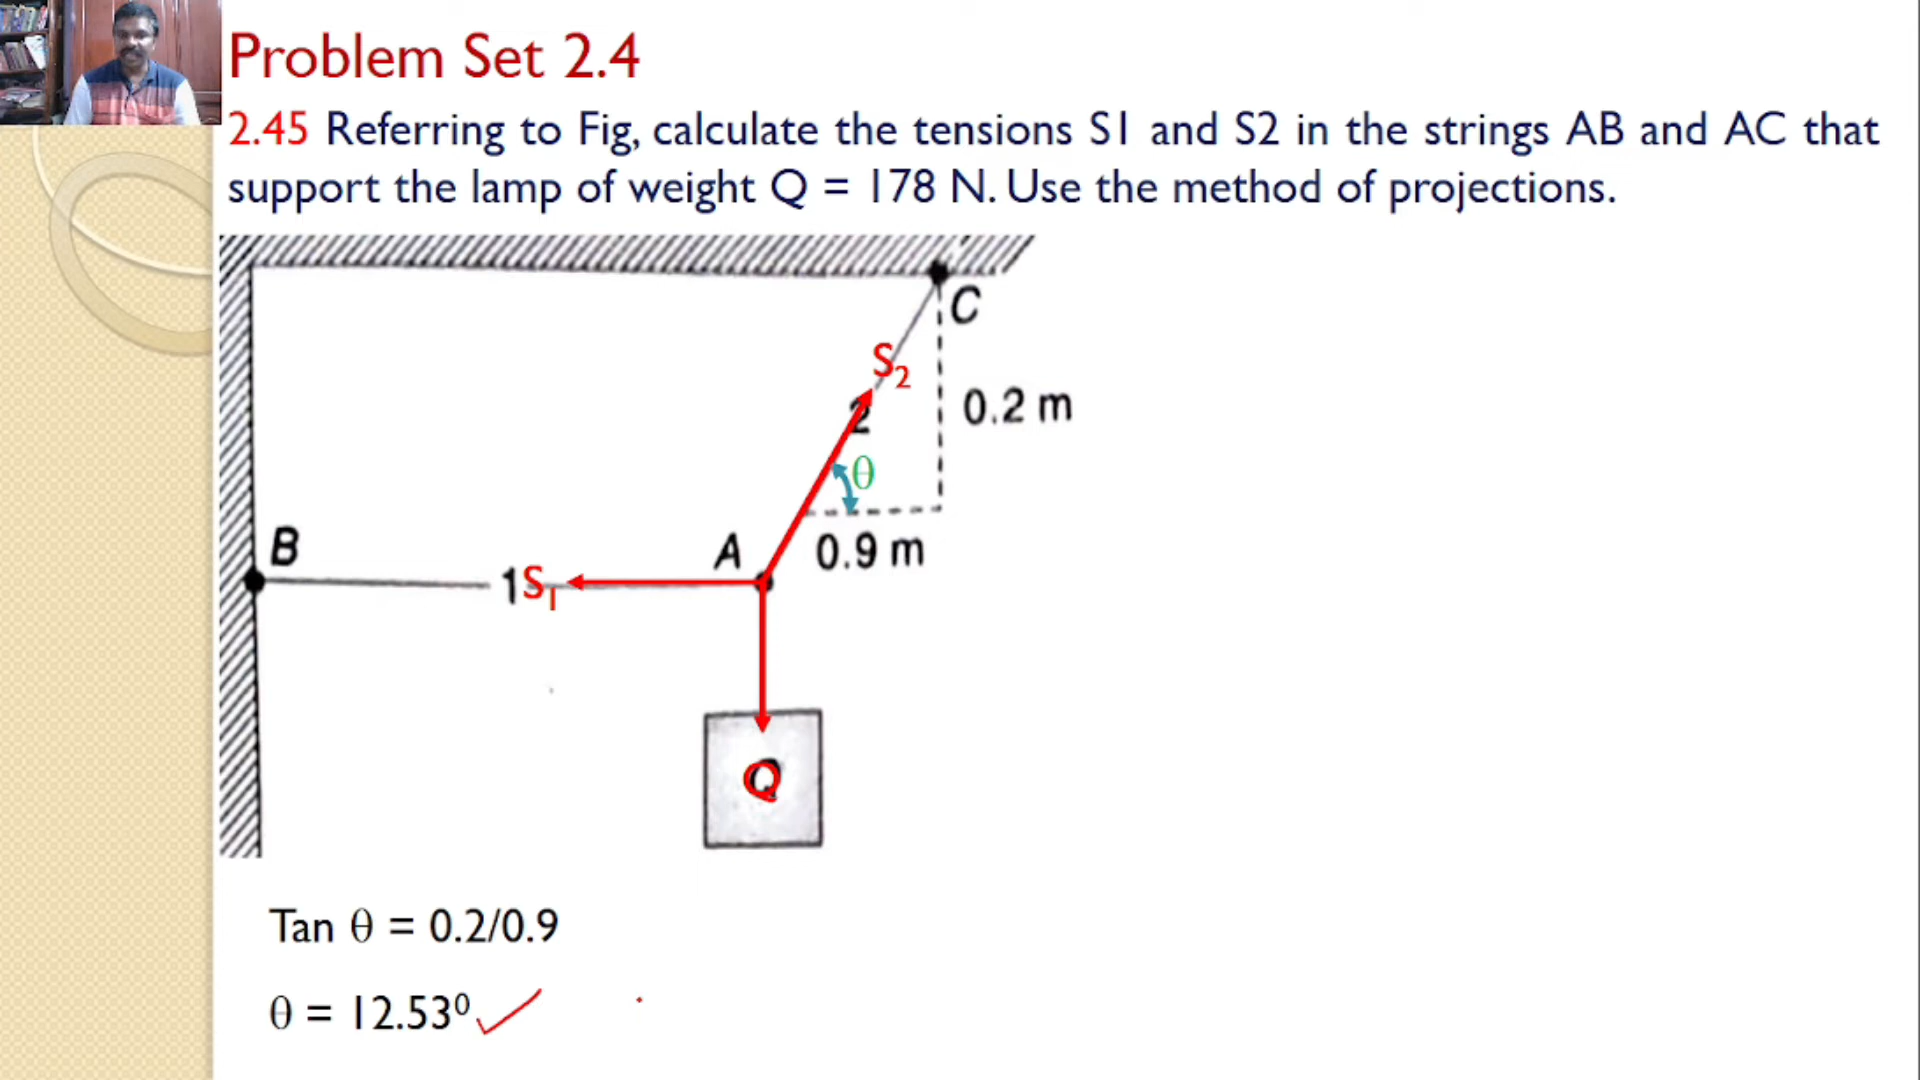 Problem Set 2.4
2.45 Referring to Fig, calculate the tensions S1 and S2 in the strings AB and AC that
support the lamp of weight Q = 178 N. Use the method of projections.
C
S₂
0.2 m
2
θ
B
A
0.9 m
1
S₁
Q
Tan θ = 0.2/0.9
θ = 12.53⁰